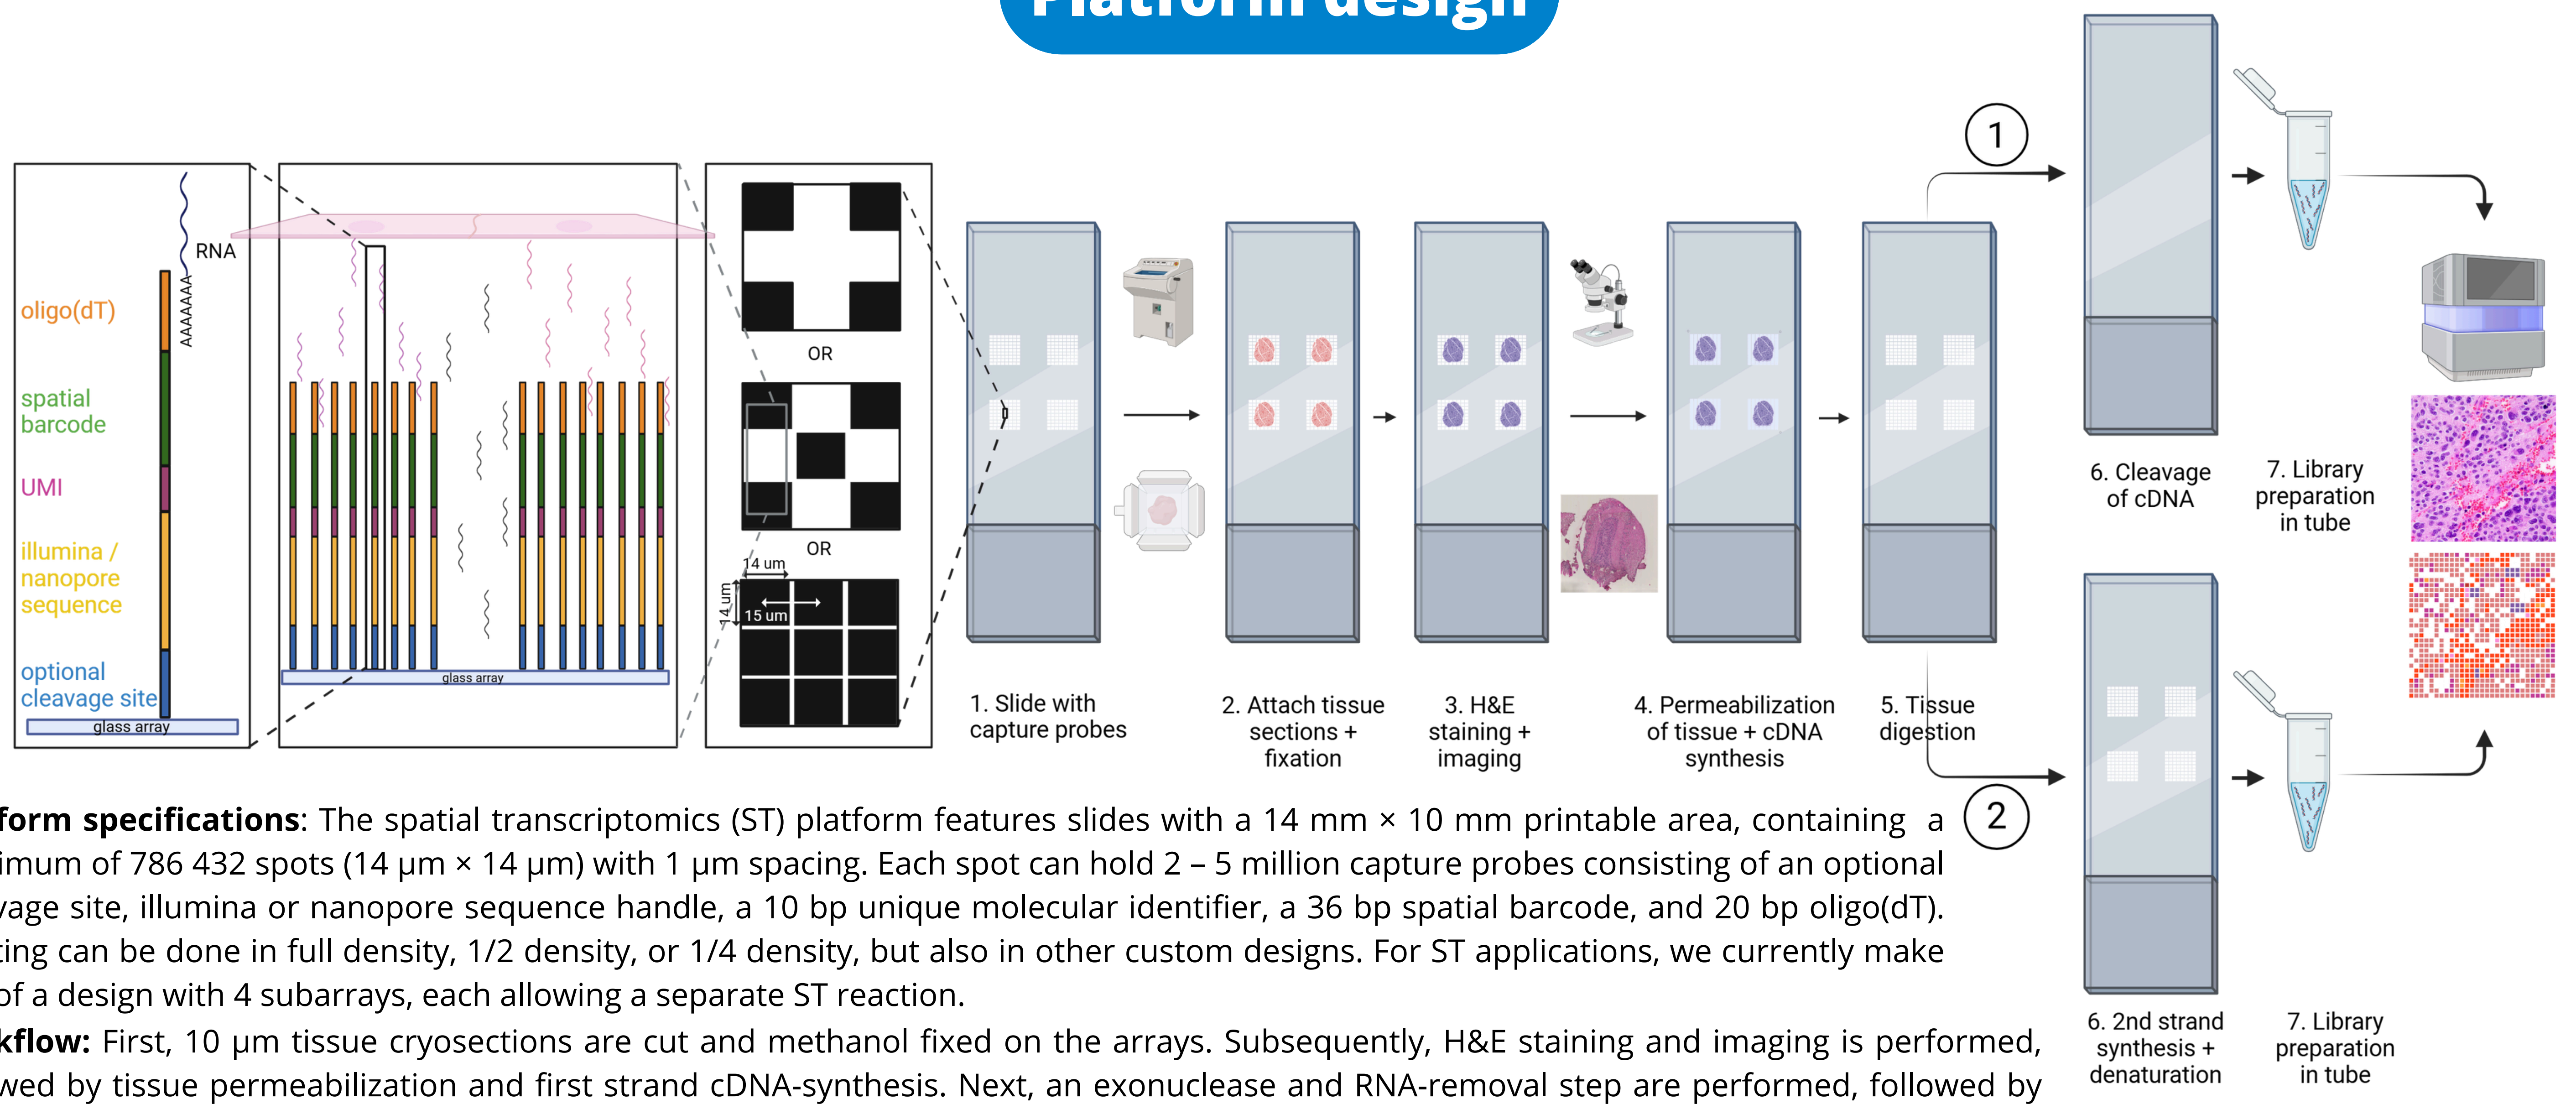 Platform design
RNA
AAAAAAA
oligo(dT)
spatial
barcode
UMI
illumina /
nanopore
sequence
optional
cleavage site
glass array
glass array
OR
OR
14 um
14 um
15 um
1. Slide with
capture probes
2. Attach tissue
sections +
fixation
3. H&E
staining +
imaging
4. Permeabilization
of tissue + cDNA
synthesis
5. Tissue
digestion
1
6. Cleavage
of cDNA
7. Library
preparation
in tube
2
6. 2nd strand
synthesis +
denaturation
7. Library
preparation
in tube
form specifications: The spatial transcriptomics (ST) platform features slides with a 14 mm × 10 mm printable area, containing a
imum of 786 432 spots (14 µm × 14 µm) with 1 µm spacing. Each spot can hold 2 – 5 million capture probes consisting of an optional
vage site, illumina or nanopore sequence handle, a 10 bp unique molecular identifier, a 36 bp spatial barcode, and 20 bp oligo(dT).
ting can be done in full density, 1/2 density, or 1/4 density, but also in other custom designs. For ST applications, we currently make
of a design with 4 subarrays, each allowing a separate ST reaction.
kflow: First, 10 µm tissue cryosections are cut and methanol fixed on the arrays. Subsequently, H&E staining and imaging is performed,
wed by tissue permeabilization and first strand cDNA-synthesis. Next, an exonuclease and RNA-removal step are performed, followed by